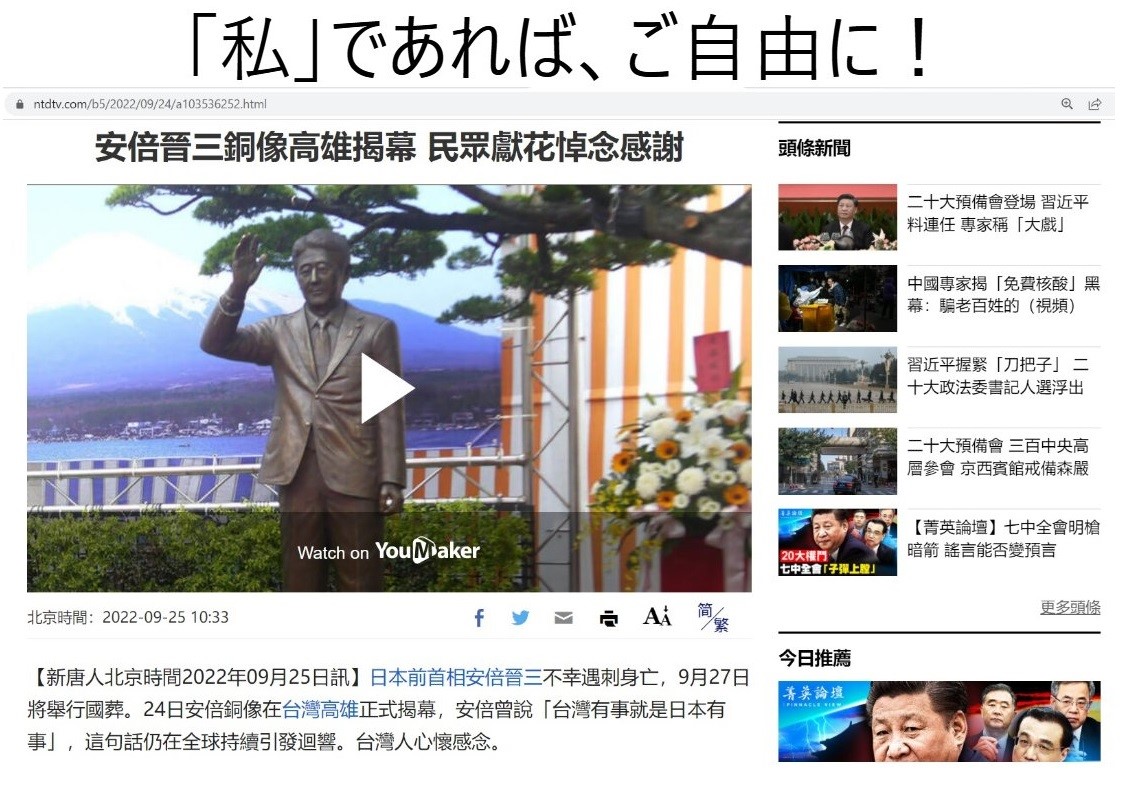 「私」であれば、ご自由に！
ntdtv.com/b5/2022/09/24/a103536252.html
安倍晉三銅像高雄揭幕 民眾獻花悼念感謝
Watch on YouMaker
北京時間：2022-09-25 10:33
AA
简/繁
【新唐人北京時間2022年09月25日訊】日本前首相安倍晉三不幸遇刺身亡，9月27日
將舉行國葬。24日安倍銅像在台灣高雄正式揭幕，安倍曾說「台灣有事就是日本有
事」，這句話仍在全球持續引發迴響。台灣人心懷感念。
頭條新聞
二十大預備會登場 習近平
料連任 專家稱「大戲」
中國專家揭「免費核酸」黑
幕：騙老百姓的（視頻）
習近平握緊「刀把子」 二
十大政法委書記人選浮出
二十大預備會 三百中央高
層參會 京西賓館戒備森嚴
菁英論壇
20大權鬥
七中全會「子彈上膛」
【菁英論壇】七中全會明槍
暗箭 謠言能否變預言
更多頭條
今日推薦
菁英論壇
PINNACLE VIEW